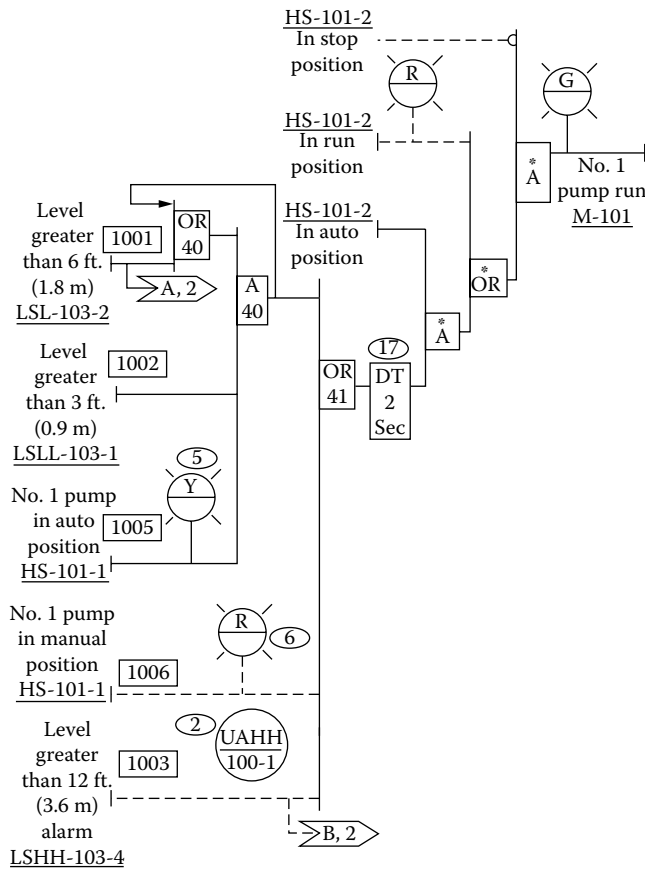 HS-101-2
In stop
position
R
G
HS-101-2
In run
position
*
A
No. 1
pump run
M-101
HS-101-2
In auto
position
*
OR
*
A
Level
greater
than 6 ft.
(1.8 m)
LSL-103-2
1001
OR
40
A, 2
A
40
Level
greater
than 3 ft.
(0.9 m)
LSLL-103-1
1002
OR
41
17
DT
2
Sec
5
Y
No. 1 pump
in auto
position
HS-101-1
1005
No. 1 pump
in manual
position
HS-101-1
1006
R
6
2
UAHH
100-1
Level
greater
than 12 ft.
(3.6 m)
alarm
LSHH-103-4
1003
B, 2